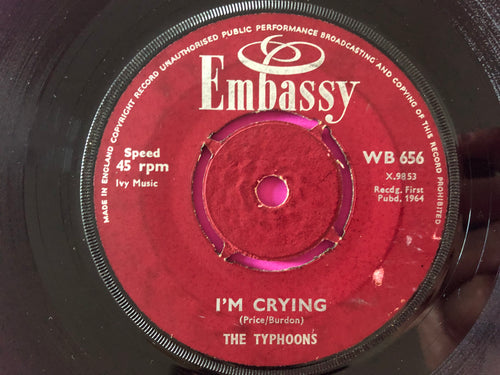 MADE IN ENGLAND COPYRIGHT RECORD UNAUTHORISED PUBLIC PERFORMANCE BROADCASTING AND COPYING OF THIS RECORD PROHIBITED
Embassy
Speed
45 rpm
Ivy Music
WB 656
X.9853
Recdg. First
Pubd. 1964
I'M CRYING
(Price/Burdon)
THE TYPHOONS